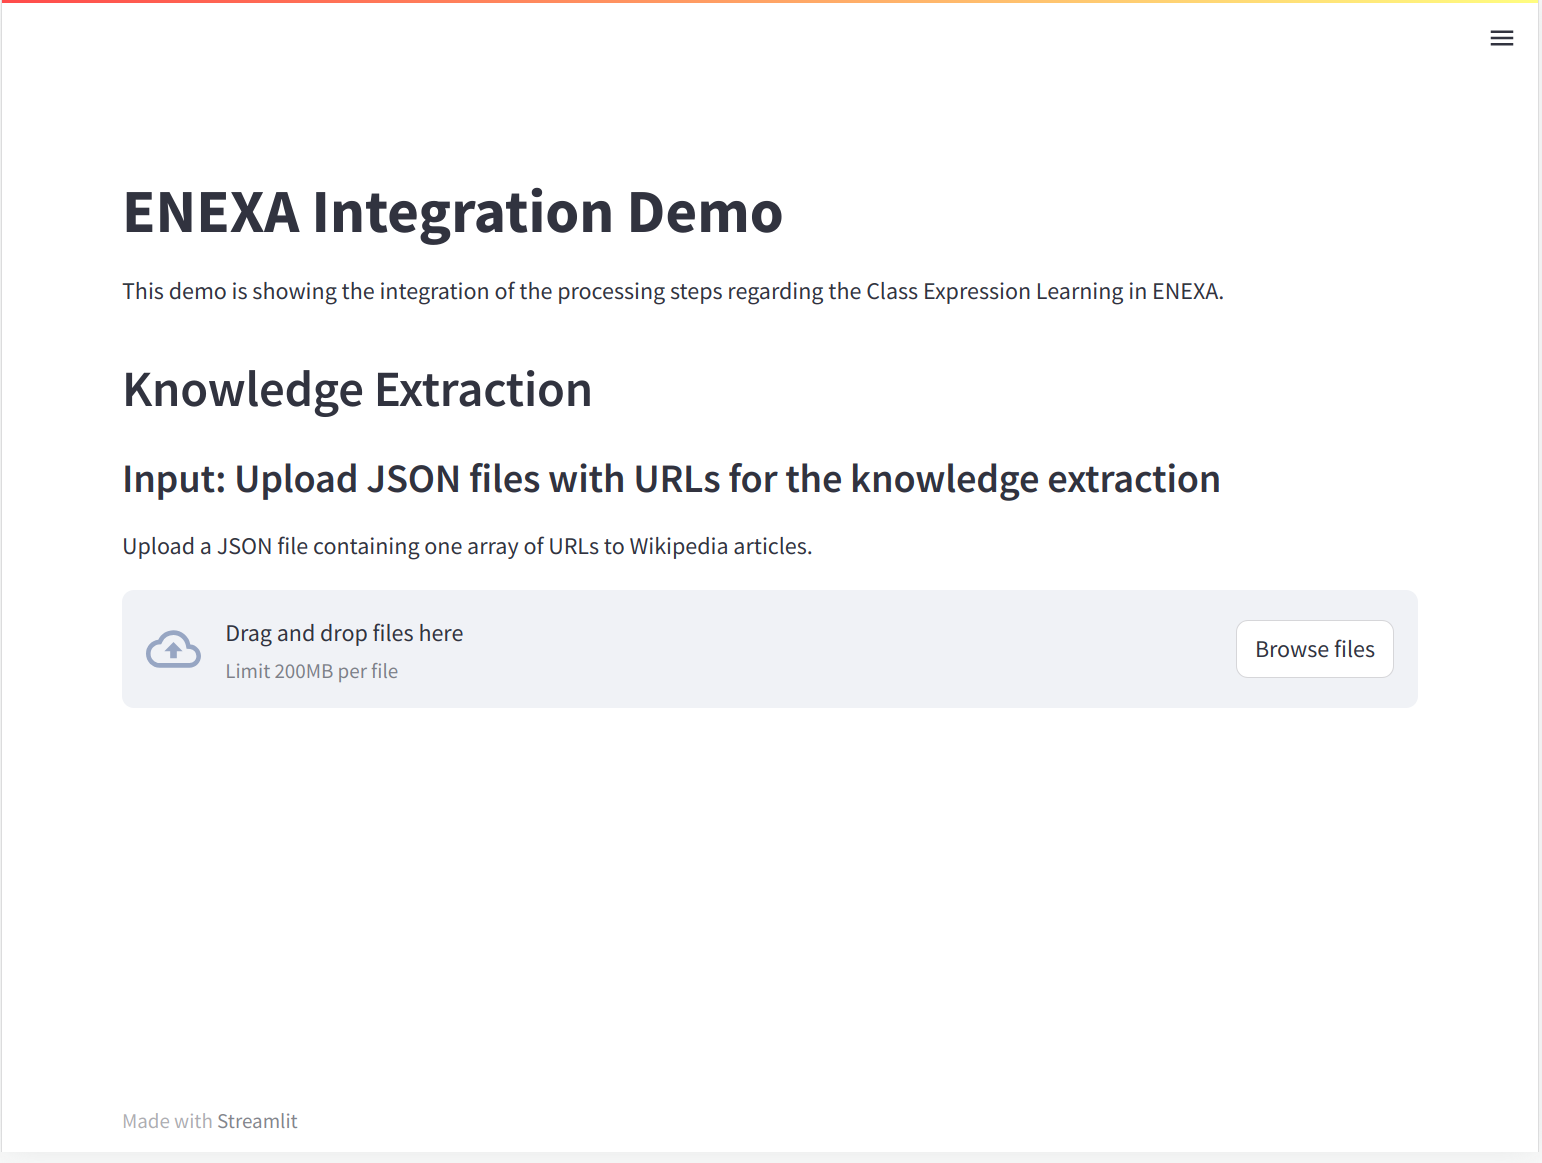 ENEXA Integration Demo
This demo is showing the integration of the processing steps regarding the Class Expression Learning in ENEXA.
Knowledge Extraction
Input: Upload JSON files with URLs for the knowledge extraction
Upload a JSON file containing one array of URLs to Wikipedia articles.
Drag and drop files here
Limit 200MB per file
Browse files
Made with Streamlit